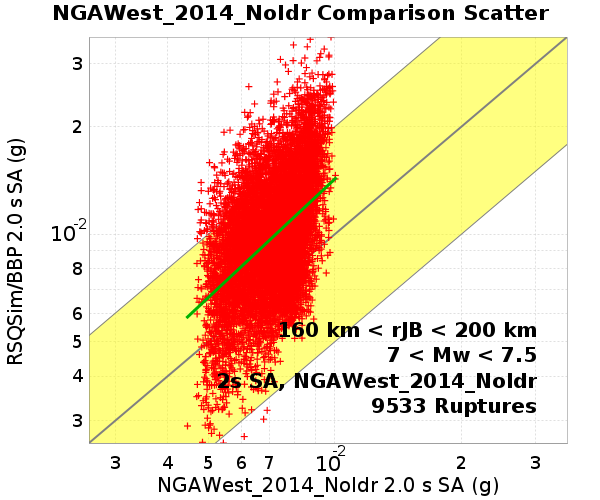 NGAWest_2014_NoIdr Comparison Scatter
RSQSim/BBP 2.0 s SA (g)
3
2
10-2
8
6
5
4
3
160 km < rJB < 200 km
7 < Mw < 7.5
2s SA, NGAWest_2014_NoIdr
9533 Ruptures
3 4 5 6 7 10-2 2 3
NGAWest_2014_NoIdr 2.0 s SA (g)